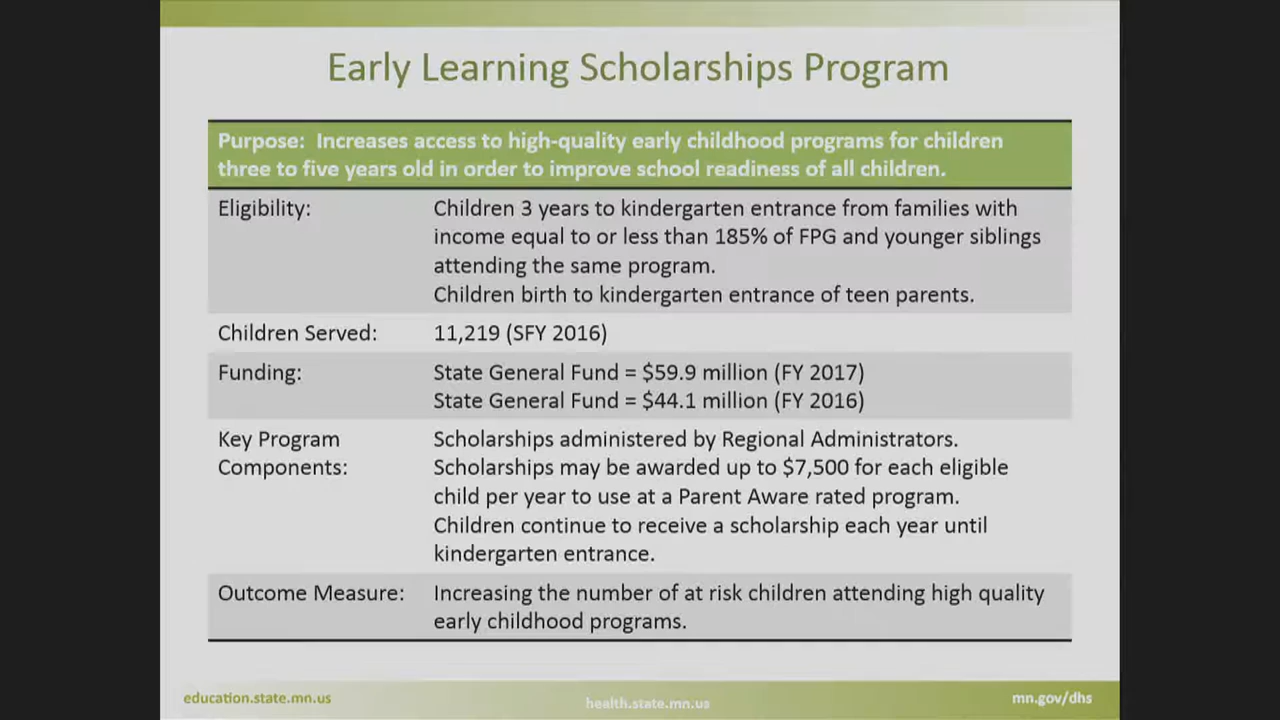 Early Learning Scholarships Program
Purpose: Increases access to high-quality early childhood programs for children
three to five years old in order to improve school readiness of all children.
Eligibility:
Children 3 years to kindergarten entrance from families with
income equal to or less than 185% of FPG and younger siblings
attending the same program.
Children birth to kindergarten entrance of teen parents.
Children Served:
11,219 (SFY 2016)
Funding:
State General Fund = $59.9 million (FY 2017)
State General Fund = $44.1 million (FY 2016)
Key Program
Components:
Scholarships administered by Regional Administrators.
Scholarships may be awarded up to $7,500 for each eligible
child per year to use at a Parent Aware rated program.
Children continue to receive a scholarship each year until
kindergarten entrance.
Outcome Measure:
Increasing the number of at risk children attending high quality
early childhood programs.
education.state.mn.us
health.state.mn.us
mn.gov/dhs